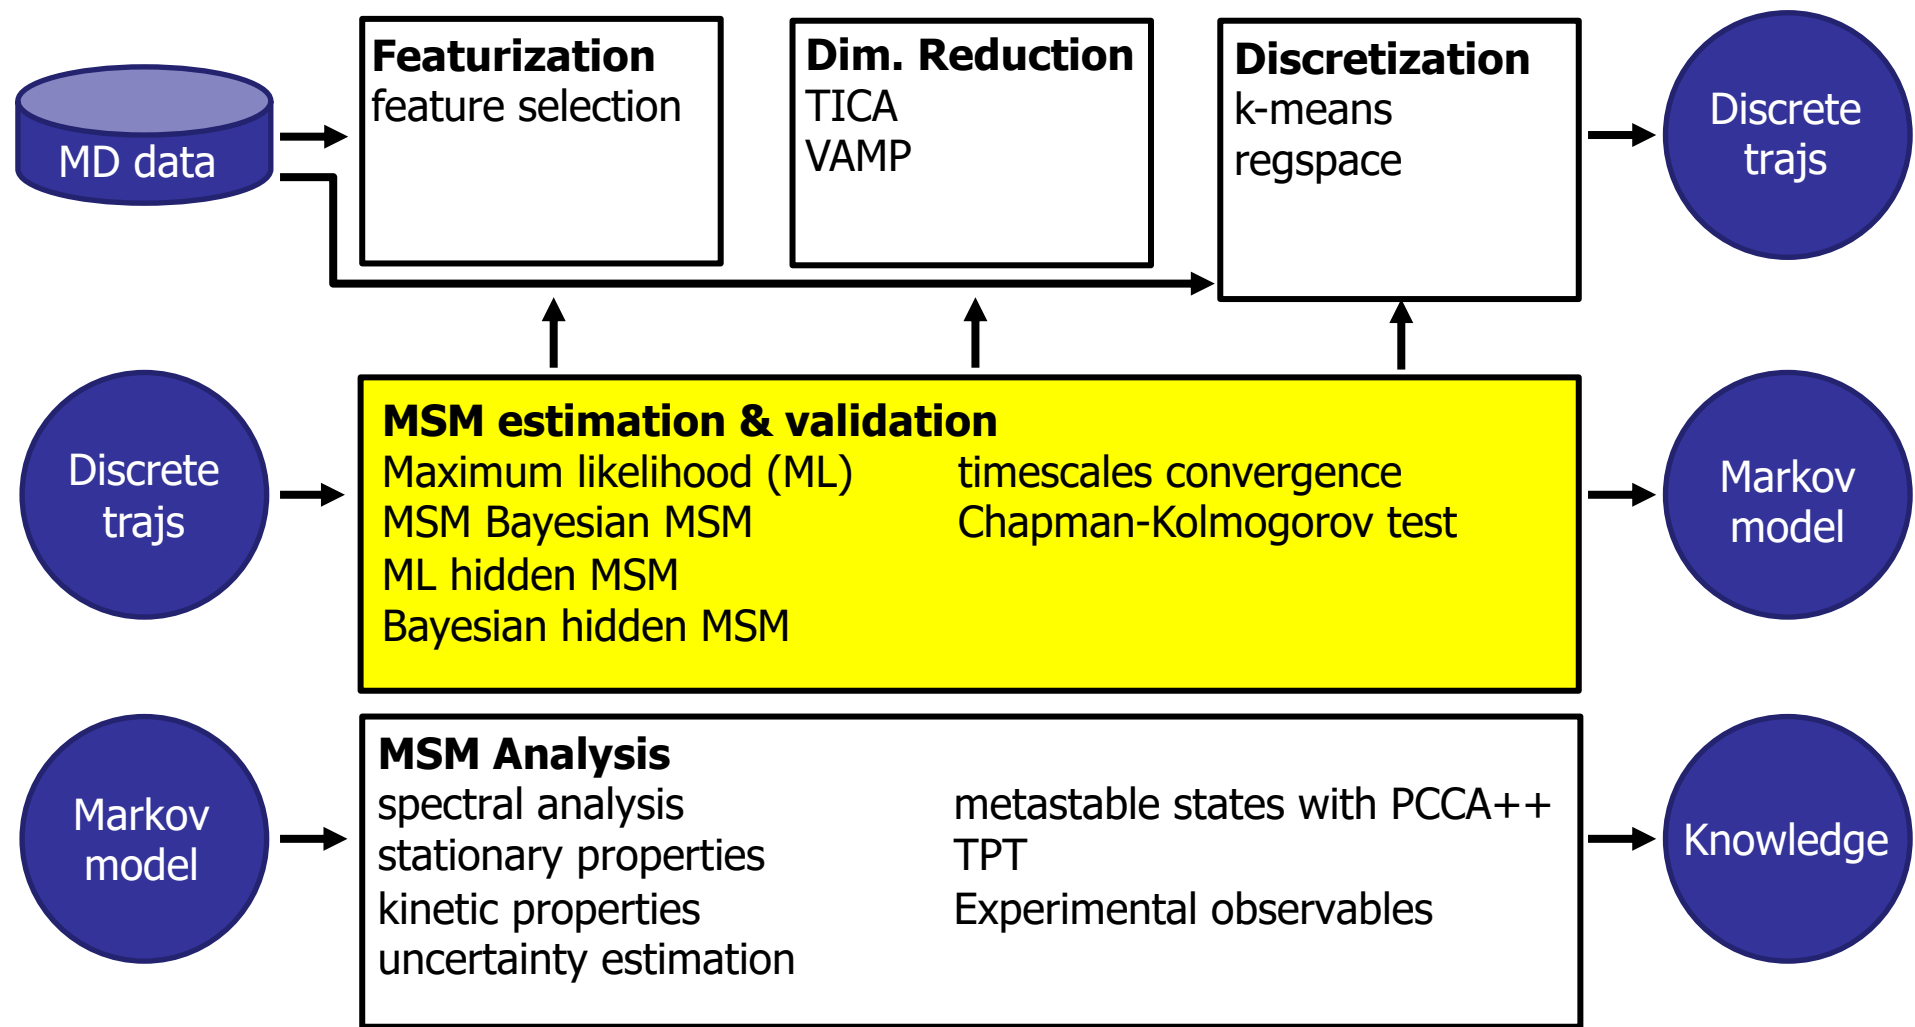 MD data
Featurization
feature selection
Dim. Reduction
TICA
VAMP
Discretization
k-means
regspace
Discrete
trajs
Discrete
trajs
MSM estimation & validation
Maximum likelihood (ML)
MSM Bayesian MSM
ML hidden MSM
Bayesian hidden MSM
timescales convergence
Chapman-Kolmogorov test
Markov
model
Markov
model
MSM Analysis
spectral analysis
stationary properties
kinetic properties
uncertainty estimation
metastable states with PCCA++
TPT
Experimental observables
Knowledge